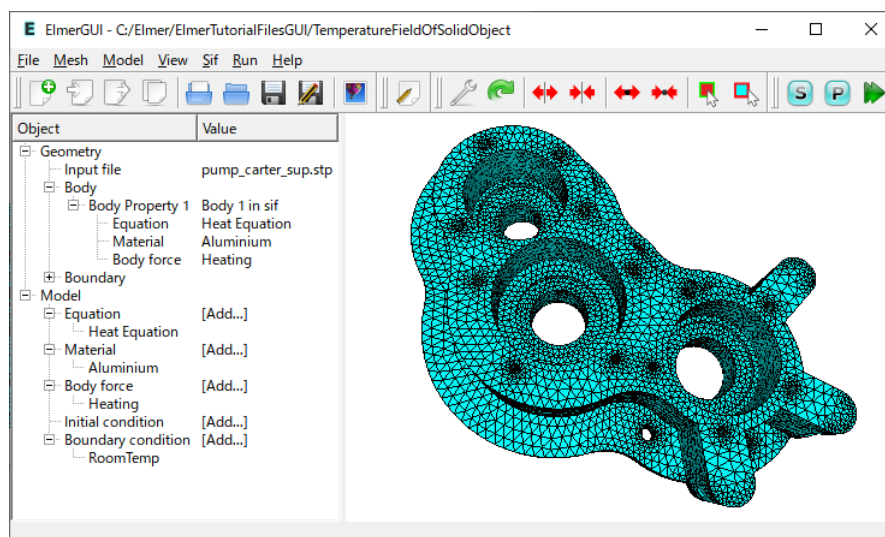 E ElmerGUI - C:/Elmer/ElmerTutorialFilesGUI/TemperatureFieldOfSolidObject
File Mesh Model View Sif Run Help
S P
Object Value
Geometry
Input file pump_carter_sup.stp
Body
Body Property 1 Body 1 in sif
Equation Heat Equation
Material Aluminium
Body force Heating
Boundary
Model
Equation [Add...]
Heat Equation
Material [Add...]
Aluminium
Body force [Add...]
Heating
Initial condition [Add...]
Boundary condition [Add...]
RoomTemp